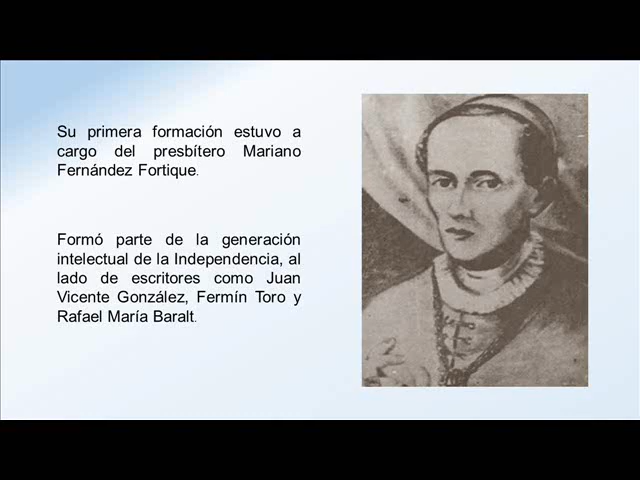 Su primera formación estuvo a
cargo del presbítero Mariano
Fernández Fortique.
Formó parte de la generación
intelectual de la Independencia, al
lado de escritores como Juan
Vicente González, Fermín Toro y
Rafael María Baralt.